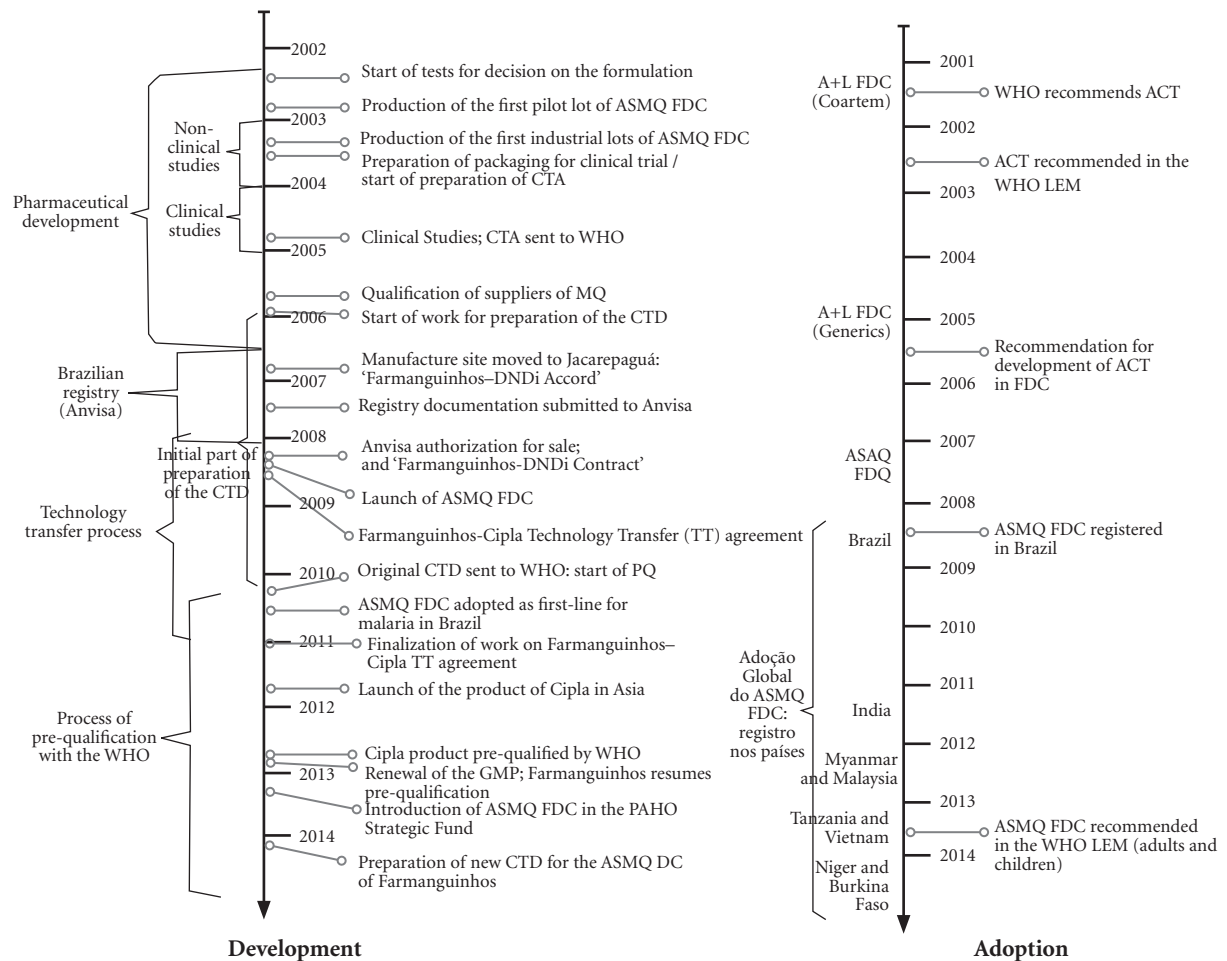 2002
Start of tests for decision on the formulation
Production of the first pilot lot of ASMQ FDC
2003
Non-
clinical
studies
Production of the first industrial lots of ASMQ FDC
Preparation of packaging for clinical trial /
start of preparation of CTA
2004
Pharmaceutical
development
Clinical
studies
Clinical Studies; CTA sent to WHO
2005
Qualification of suppliers of MQ
2006
Start of work for preparation of the CTD
Brazilian
registry
(Anvisa)
Manufacture site moved to Jacarepaguá:
'Farmanguinhos–DNDi Accord'
2007
Registry documentation submitted to Anvisa
2008
Initial part of
preparation
of the CTD
Anvisa authorization for sale;
and 'Farmanguinhos-DNDi Contract'
Launch of ASMQ FDC
2009
Technology
transfer process
Farmanguinhos-Cipla Technology Transfer (TT) agreement
2010
Original CTD sent to WHO: start of PQ
ASMQ FDC adopted as first-line for
malaria in Brazil
2011
Finalization of work on Farmanguinhos–
Cipla TT agreement
Launch of the product of Cipla in Asia
2012
Process of
pre-qualification
with the WHO
Cipla product pre-qualified by WHO
2013
Renewal of the GMP; Farmanguinhos resumes
pre-qualification
Introduction of ASMQ FDC in the PAHO
Strategic Fund
2014
Preparation of new CTD for the ASMQ DC
of Farmanguinhos
Development
2001
A+L FDC
(Coartem)
WHO recommends ACT
2002
ACT recommended in the
WHO LEM
2003
2004
A+L FDC
(Generics)
2005
Recommendation for
development of ACT
in FDC
2006
2007
ASAQ
FDQ
2008
Brazil
ASMQ FDC registered
in Brazil
2009
2010
Adoção
Global
do ASMQ
FDC:
registro
nos países
2011
India
2012
Myanmar
and Malaysia
2013
Tanzania and
Vietnam
ASMQ FDC recommended
in the WHO LEM (adults and
children)
2014
Niger and
Burkina
Faso
Adoption